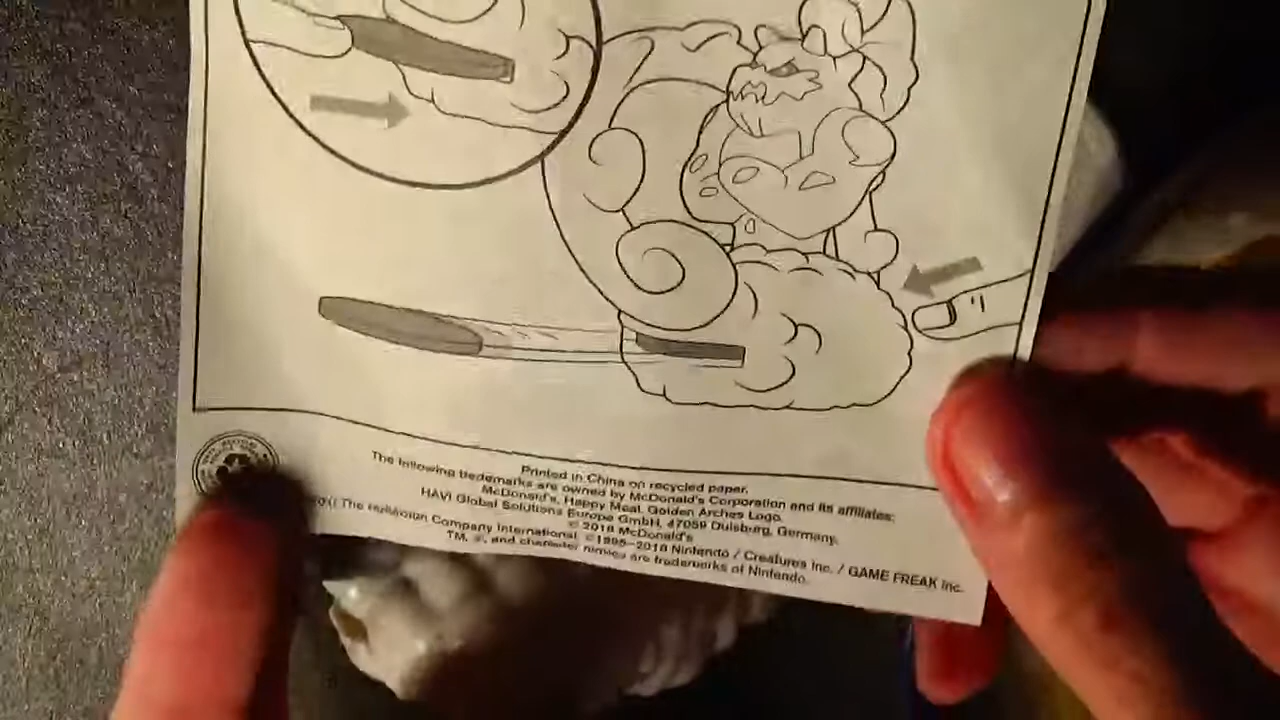 Printed in China on recycled paper.
The following trademarks are owned by McDonald's Corporation and its affiliates:
McDonald's, Happy Meal, Golden Arches Logo.
HAVI Global Solutions Europe GmbH, 47059 Duisburg, Germany.
© 2018 McDonald's
The Pokémon Company International. ©1995–2018 Nintendo / Creatures Inc. / GAME FREAK inc.
TM, ®, and character names are trademarks of Nintendo.